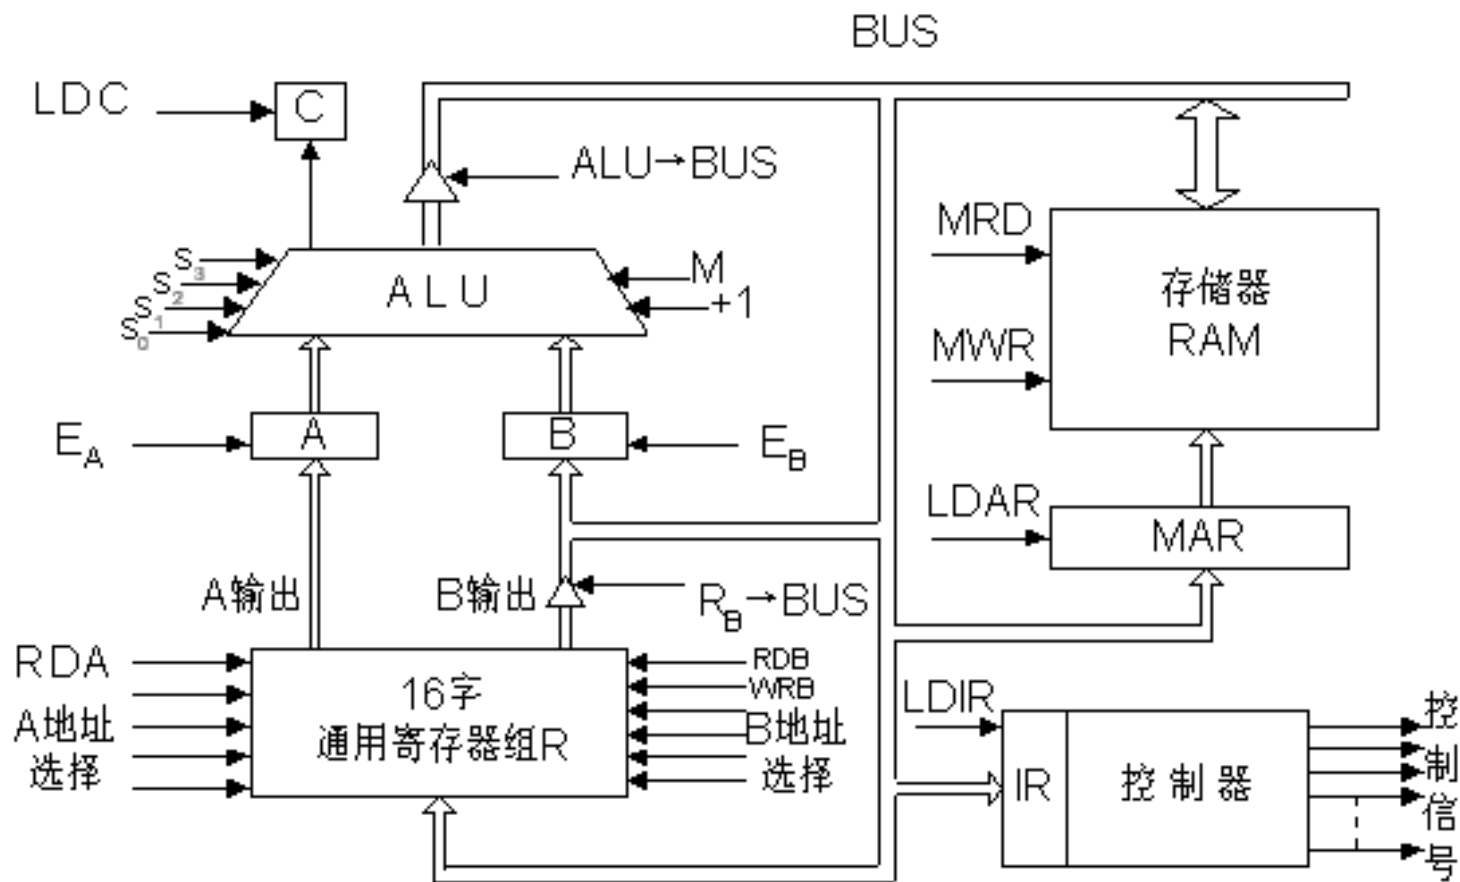 BUS
LDC
C
ALU→BUS
S3
S2
S1
S0
ALU
M
+1
MRD
存储器
RAM
MWR
EA
A
B
EB
LDAR
MAR
A输出
B输出
RB→BUS
RDA
A地址
选择
16字
通用寄存器组R
RDB
WRB
B地址
选择
LDIR
IR
控制器
控
制
信
号